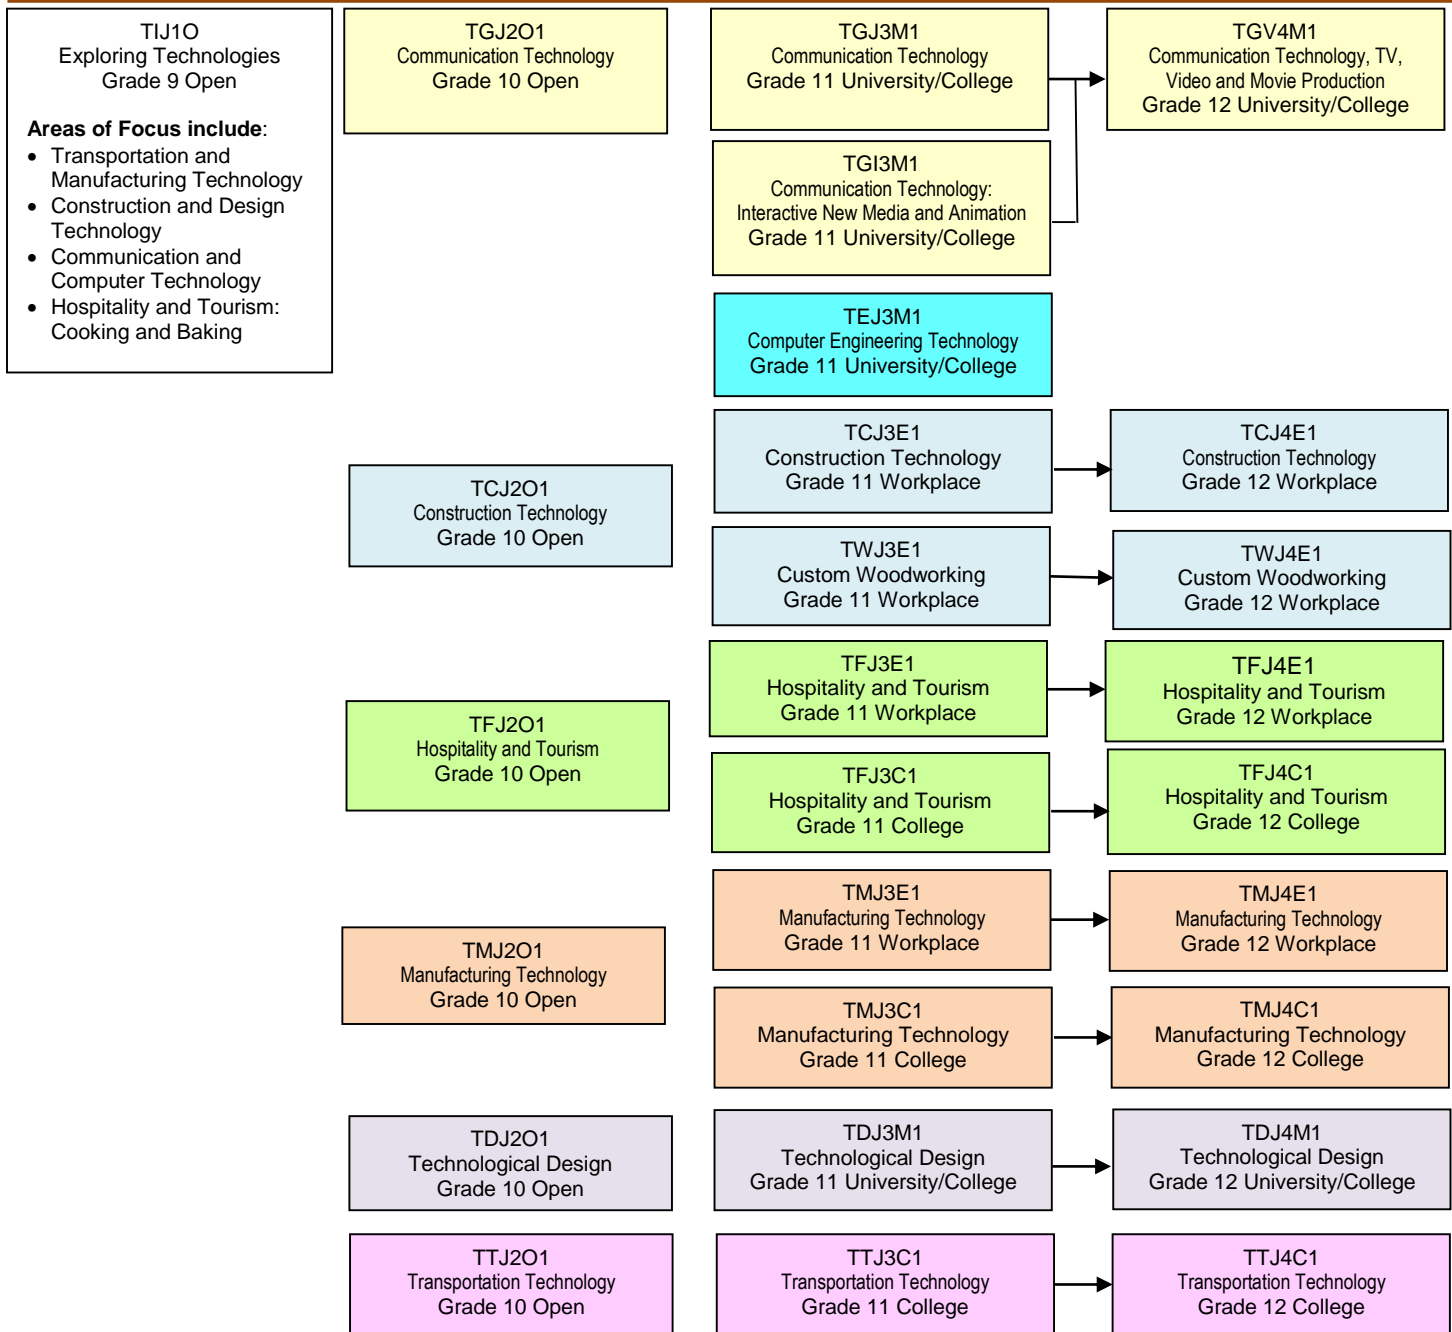 TIJ1O
Exploring Technologies
Grade 9 Open
Areas of Focus include:
• Transportation and
Manufacturing Technology
• Construction and Design
Technology
• Communication and
Computer Technology
• Hospitality and Tourism:
Cooking and Baking
TGJ2O1
Communication Technology
Grade 10 Open
TGJ3M1
Communication Technology
Grade 11 University/College
TGV4M1
Communication Technology, TV,
Video and Movie Production
Grade 12 University/College
TGI3M1
Communication Technology:
Interactive New Media and Animation
Grade 11 University/College
TEJ3M1
Computer Engineering Technology
Grade 11 University/College
TCJ2O1
Construction Technology
Grade 10 Open
TCJ3E1
Construction Technology
Grade 11 Workplace
TCJ4E1
Construction Technology
Grade 12 Workplace
TWJ3E1
Custom Woodworking
Grade 11 Workplace
TWJ4E1
Custom Woodworking
Grade 12 Workplace
TFJ2O1
Hospitality and Tourism
Grade 10 Open
TFJ3E1
Hospitality and Tourism
Grade 11 Workplace
TFJ4E1
Hospitality and Tourism
Grade 12 Workplace
TFJ3C1
Hospitality and Tourism
Grade 11 College
TFJ4C1
Hospitality and Tourism
Grade 12 College
TMJ2O1
Manufacturing Technology
Grade 10 Open
TMJ3E1
Manufacturing Technology
Grade 11 Workplace
TMJ4E1
Manufacturing Technology
Grade 12 Workplace
TMJ3C1
Manufacturing Technology
Grade 11 College
TMJ4C1
Manufacturing Technology
Grade 12 College
TDJ2O1
Technological Design
Grade 10 Open
TDJ3M1
Technological Design
Grade 11 University/College
TDJ4M1
Technological Design
Grade 12 University/College
TTJ2O1
Transportation Technology
Grade 10 Open
TTJ3C1
Transportation Technology
Grade 11 College
TTJ4C1
Transportation Technology
Grade 12 College